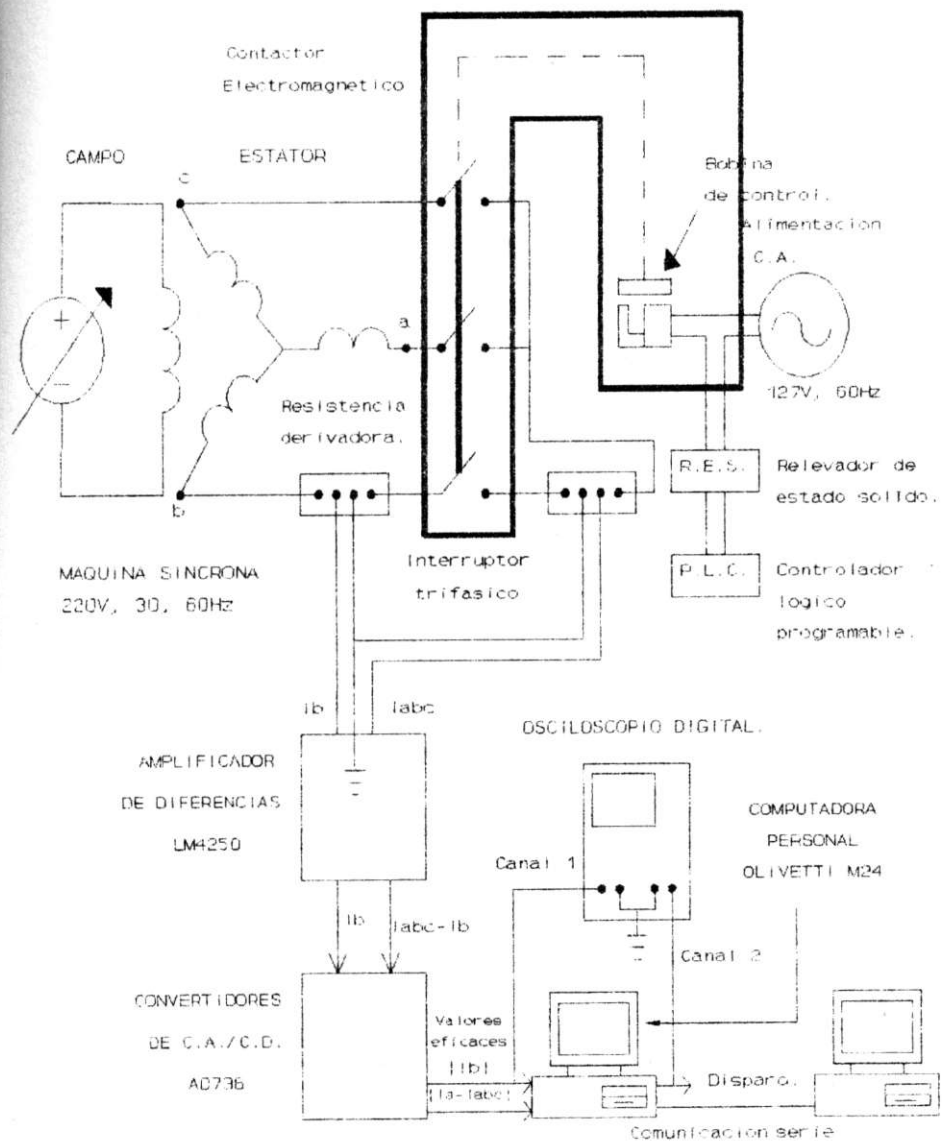 Contactor
Electromagnetico
CAMPO
ESTATOR
c
Bobina
de control.
Alimentacion
C.A.
a
+
127V, 60Hz
Resistencia
derivadora.
R.E.S.
Relevador de
estado solido.
b
MAQUINA SINCRONA
220V, 3O, 60Hz
Interruptor
trifasico
P.L.C.
Controlador
logico
programable.
Ib
Iabc
OSCILOSCOPIO DIGITAL.
AMPLIFICADOR
DE DIFERENCIAS
LM4250
COMPUTADORA
PERSONAL
OLIVETTI M24
Canal 1
Ib
Iabc-Ib
Canal 2
CONVERTIDORES
DE C.A./C.D.
AD736
Valores
eficaces
|Ib|
|Ia-Iabc|
Disparo.
Comunicacion serie